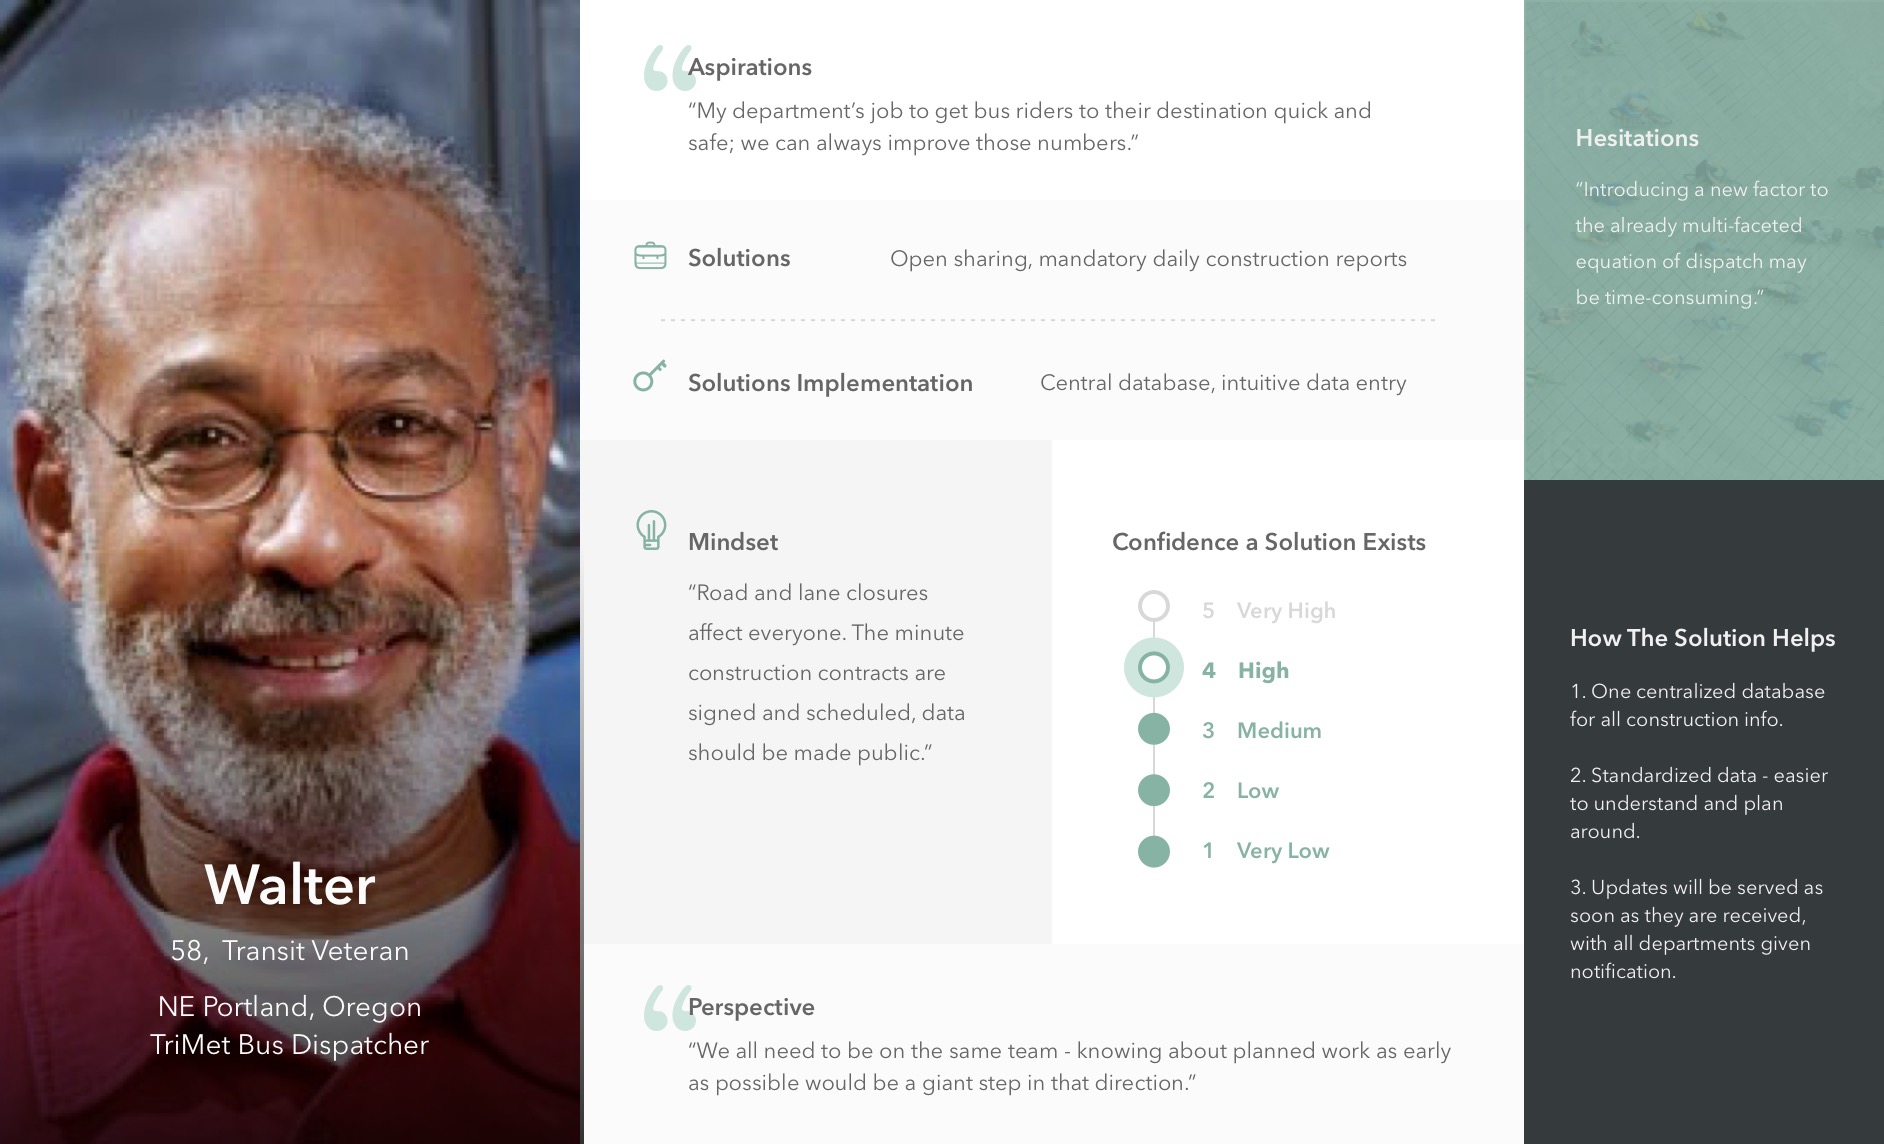 Walter
58, Transit Veteran
NE Portland, Oregon
TriMet Bus Dispatcher
Aspirations
“My department’s job to get bus riders to their destination quick and
safe; we can always improve those numbers.”
Solutions
Open sharing, mandatory daily construction reports
Solutions Implementation
Central database, intuitive data entry
Mindset
“Road and lane closures
affect everyone. The minute
construction contracts are
signed and scheduled, data
should be made public.”
Confidence a Solution Exists
5 Very High
4 High
3 Medium
2 Low
1 Very Low
Perspective
“We all need to be on the same team - knowing about planned work as early
as possible would be a giant step in that direction.”
Hesitations
“Introducing a new factor to
the already multi-faceted
equation of dispatch may
be time-consuming.”
How The Solution Helps
1. One centralized database
for all construction info.
2. Standardized data - easier
to understand and plan
around.
3. Updates will be served as
soon as they are received,
with all departments given
notification.